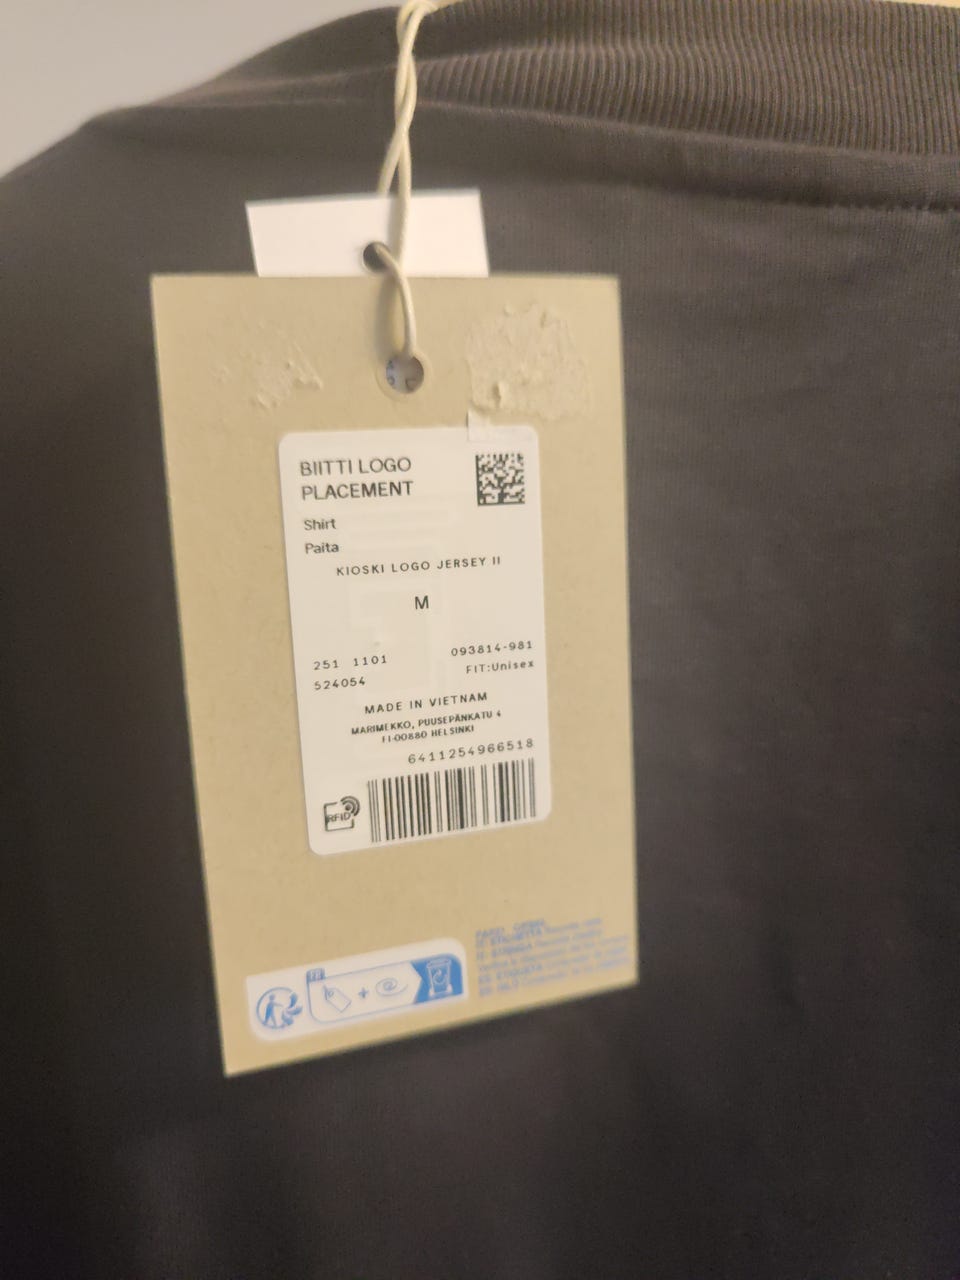 BIITTI LOGO
PLACEMENT
Shirt
Paita
KIOSKI LOGO JERSEY II
M
251 1101
093814-981
524054
FIT:Unisex
MADE IN VIETNAM
MARIMEKKO, PUUSEPÄNKATU 4
FI-00880 HELSINKI
6411254966518
RFID
FR